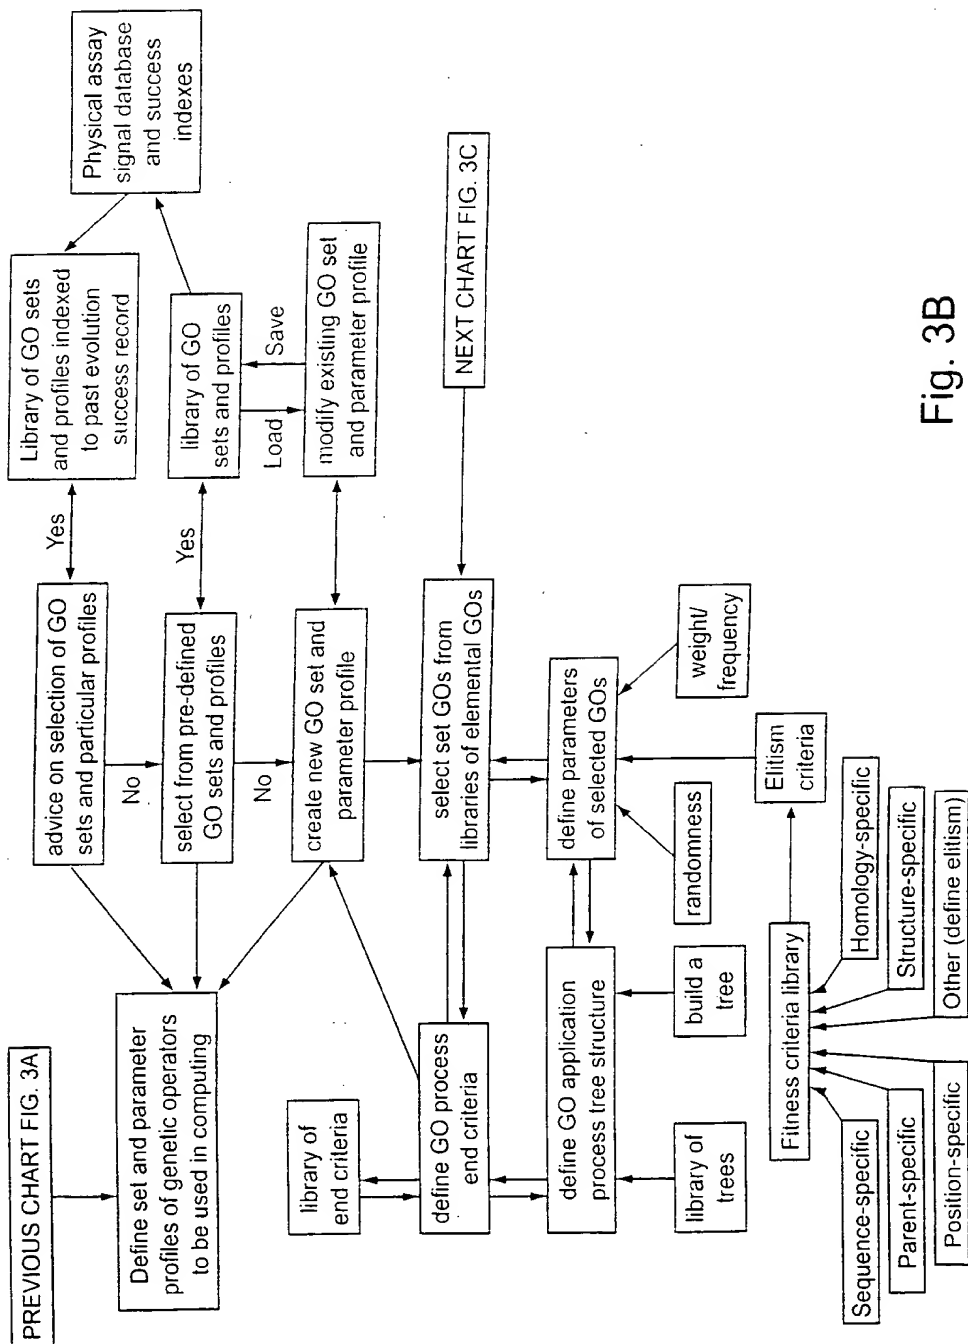 PREVIOUS CHART FIG. 3A
Define set and parameter
profiles of genetic operators
to be used in computing
advice on selection of GO
sets and particular profiles
Yes
Library of GO sets
and profiles indexed
to past evolution
success record
Physical assay
signal database
and success
indexes
No
select from pre-defined
GO sets and profiles
Yes
library of GO
sets and profiles
No
Load
Save
create new GO set and
parameter profile
modify existing GO set
and parameter profile
library of
end criteria
define GO process
end criteria
select set GOs from
libraries of elemental GOs
NEXT CHART FIG. 3C
define GO application
process tree structure
define parameters
of selected GOs
library of
trees
build a
tree
randomness
Elitism
criteria
weight/
frequency
Fitness criteria library
Sequence-specific
Parent-specific
Position-specific
Homology-specific
Structure-specific
Other (define elitism)
Fig. 3B